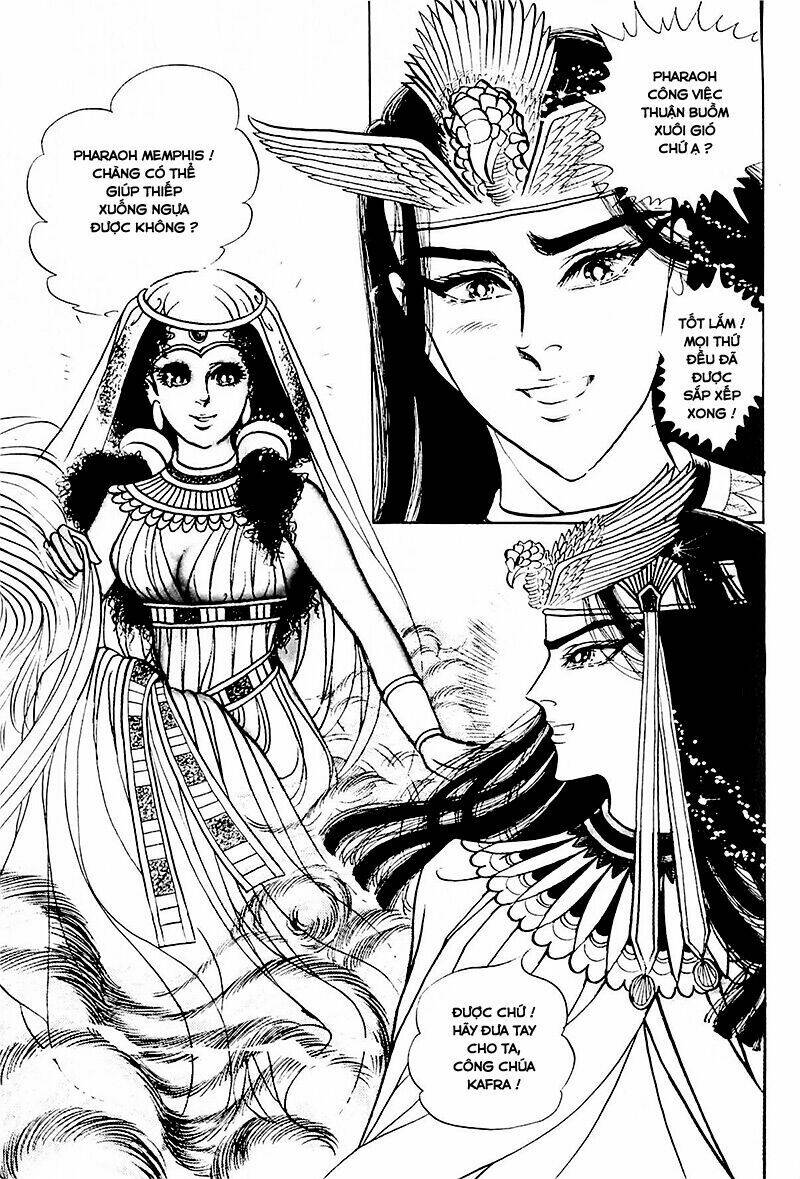 PHARAOH
CÔNG VIỆC
THUẬN BUỒM
XUÔI GIÓ
CHỨ Ạ ?
TỐT LẮM !
MỌI THỨ
ĐỀU ĐÃ
ĐƯỢC
SẮP XẾP
XONG !
PHARAOH MEMPHIS !
CHÀNG CÓ THỂ
GIÚP THIẾP
XUỐNG NGỰA
ĐƯỢC KHÔNG ?
ĐƯỢC CHỨ !
HÃY ĐƯA TAY
CHO TA,
CÔNG CHÚA
KAFRA !